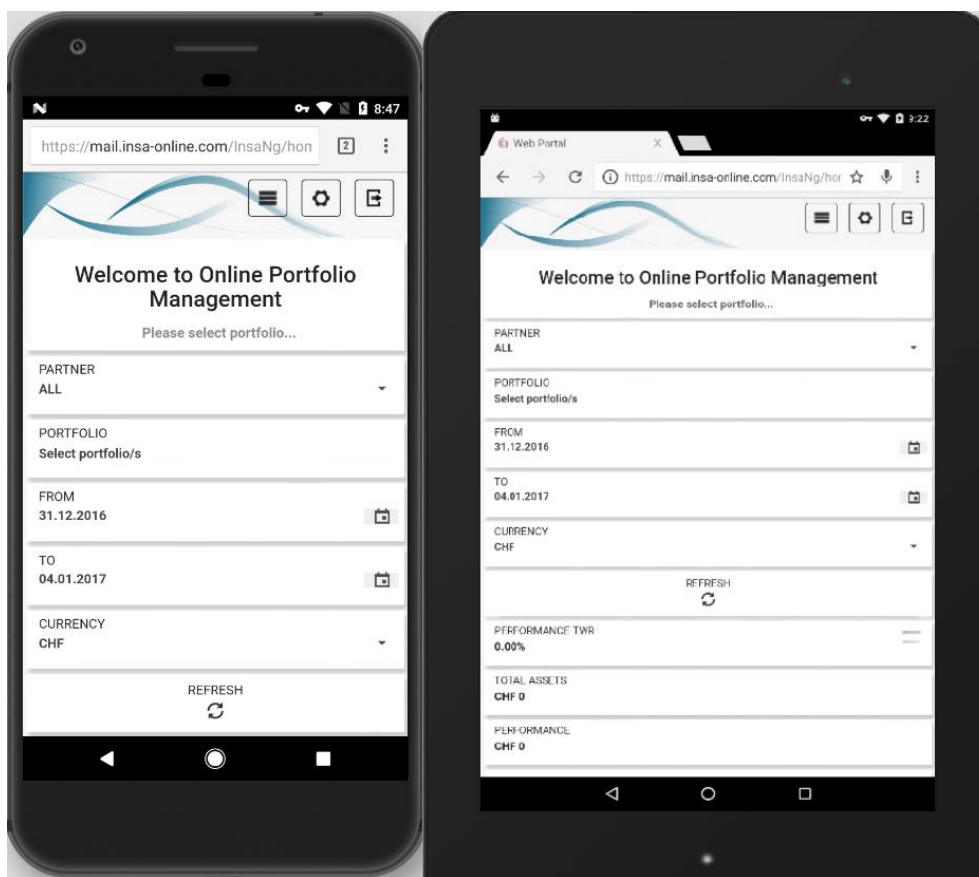 8:47
https://mail.insa-online.com/InsaNg/hom
2
Welcome to Online Portfolio
Management
Please select portfolio...
PARTNER
ALL
PORTFOLIO
Select portfolio/s
FROM
31.12.2016
TO
04.01.2017
CURRENCY
CHF
REFRESH
9:22
Web Portal
https://mail.insa-online.com/InsaNg/hor
Welcome to Online Portfolio Management
Please select portfolio...
PARTNER
ALL
PORTFOLIO
Select portfolio/s
FROM
31.12.2016
TO
04.01.2017
CURRENCY
CHF
REFRESH
PERFORMANCE TWR
0.00%
TOTAL ASSETS
CHF 0
PERFORMANCE
CHF 0